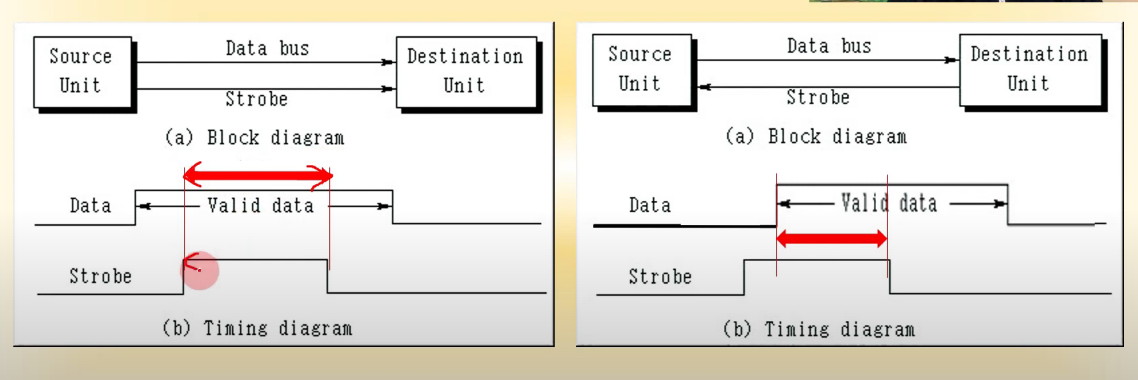 Source
Unit
Data bus
Strobe
Destination
Unit
(a) Block diagram
Data
Valid data
Strobe
(b) Timing diagram
Source
Unit
Data bus
Strobe
Destination
Unit
(a) Block diagram
Data
Valid data
Strobe
(b) Timing diagram